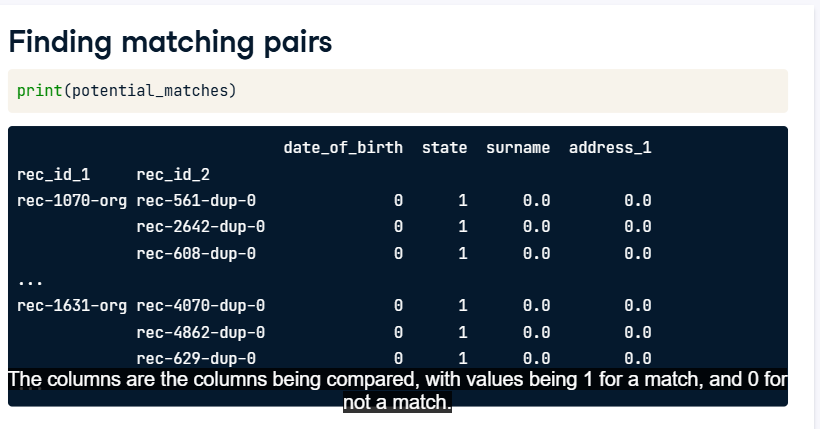 Finding matching pairs
print(potential_matches)
date_of_birth state surname address_1
rec_id_1 rec_id_2
rec-1070-org rec-561-dup-0 0 1 0.0 0.0
rec-2642-dup-0 0 1 0.0 0.0
rec-608-dup-0 0 1 0.0 0.0
...
rec-1631-org rec-4070-dup-0 0 1 0.0 0.0
rec-4862-dup-0 0 1 0.0 0.0
rec-629-dup-0 0 1 0.0 0.0
The columns are the columns being compared, with values being 1 for a match, and 0 for
not a match.